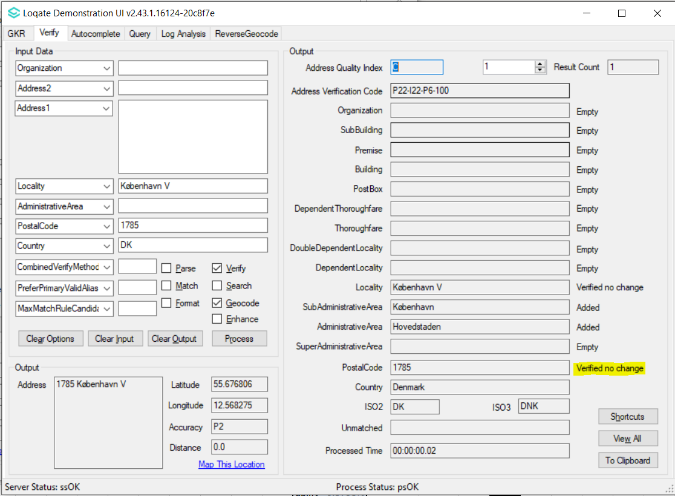 Loqate Demonstration UI v2.43.1.16124-20c8f7e
GKR Verify Autocomplete Query Log Analysis ReverseGeocode
Input Data
Organization
Address2
Address1
Locality København V
AdministrativeArea
PostalCode 1785
Country DK
CombinedVerifyMethoc
PreferPrimaryValidAlias
MaxMatchRuleCandida
Parse Verify
Match Search
Format Geocode
Enhance
Clear Options Clear Input Clear Output Process
Output
Address 1785 København V
Latitude 55.676806
Longitude 12.568275
Accuracy P2
Distance 0.0
Map This Location
Output
Address Quality Index C 1 Result Count 1
Address Verification Code P22-I22-P6-100
Organization Empty
SubBuilding Empty
Premise Empty
Building Empty
PostBox Empty
DependentThoroughfare Empty
Thoroughfare Empty
DoubleDependentLocality Empty
DependentLocality Empty
Locality København V Verified no change
SubAdministrativeArea København Added
AdministrativeArea Hovedstaden Added
SuperAdministrativeArea Empty
PostalCode 1785 Verified no change
Country Denmark
ISO2 DK ISO3 DNK
Unmatched
Processed Time 00:00:00.02
Shortcuts
View All
To Clipboard
Server Status: ssOK Process Status: psOK